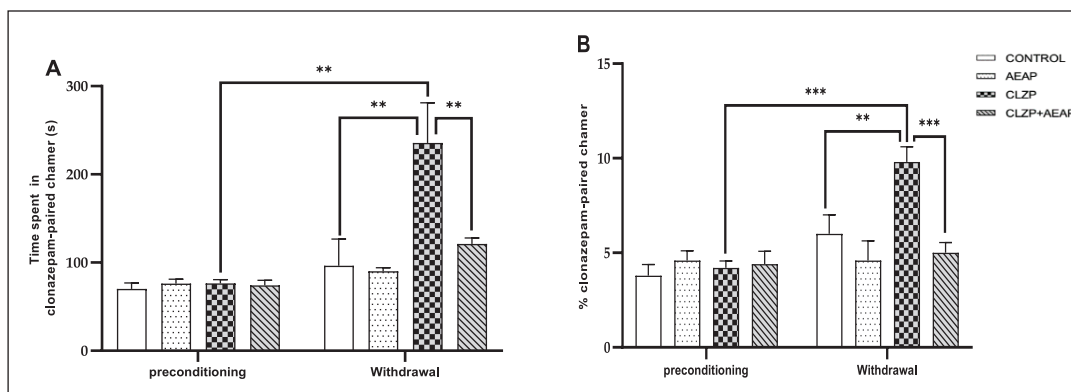 A
Time spent in
clonazepam-paired chamer (s)
300
200
100
0
**
**
**
preconditioning
Withdrawal
B
% clonazepam-paired chamer
15
10
5
0
***
**
***
preconditioning
Withdrawal
CONTROL
AEAP
CLZP
CLZP+AEAP